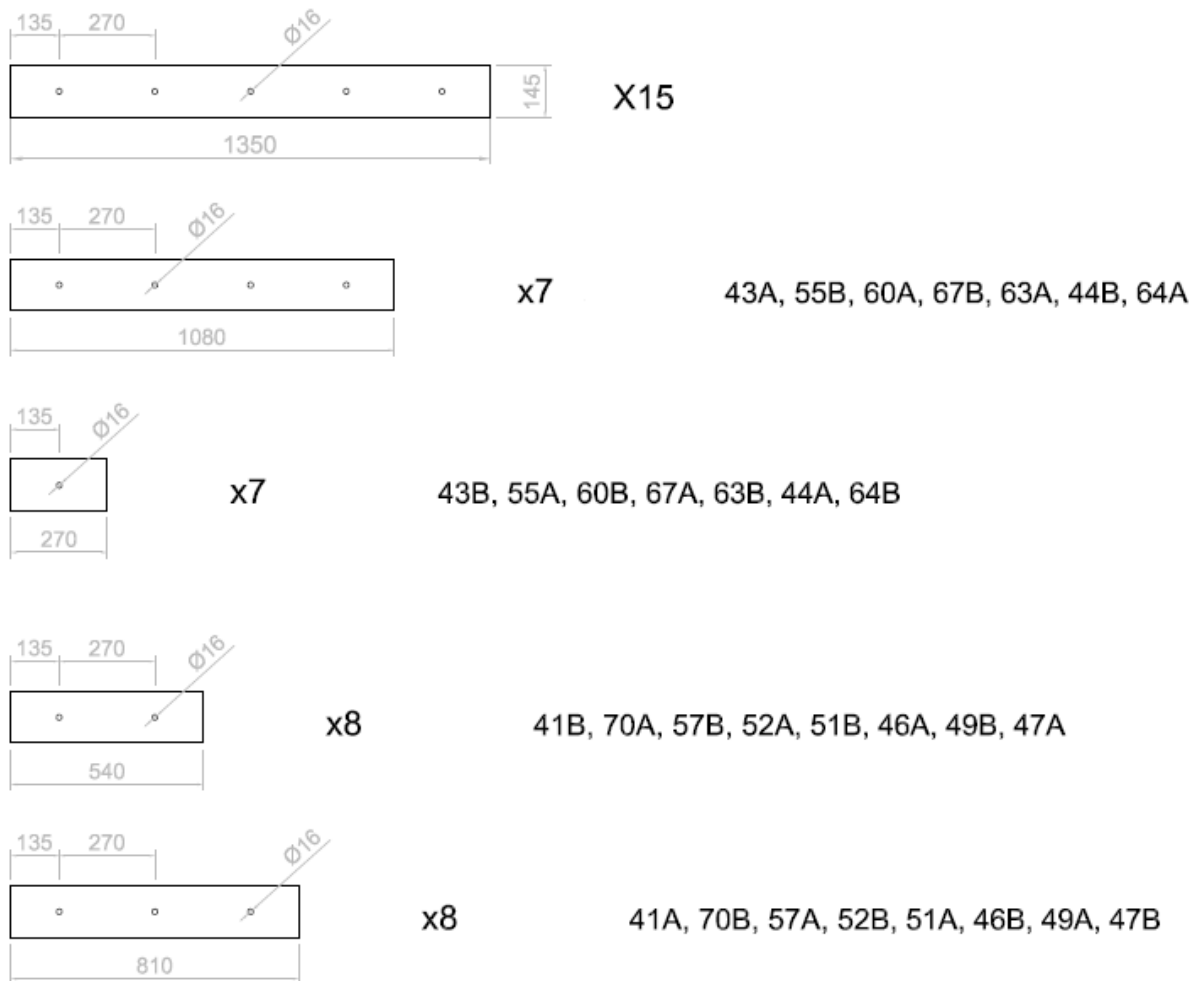 135 270 Ø16
145
X15
1350
135 270 Ø16
x7 43A, 55B, 60A, 67B, 63A, 44B, 64A
1080
135 Ø16
x7 43B, 55A, 60B, 67A, 63B, 44A, 64B
270
135 270 Ø16
x8 41B, 70A, 57B, 52A, 51B, 46A, 49B, 47A
540
135 270 Ø16
x8 41A, 70B, 57A, 52B, 51A, 46B, 49A, 47B
810